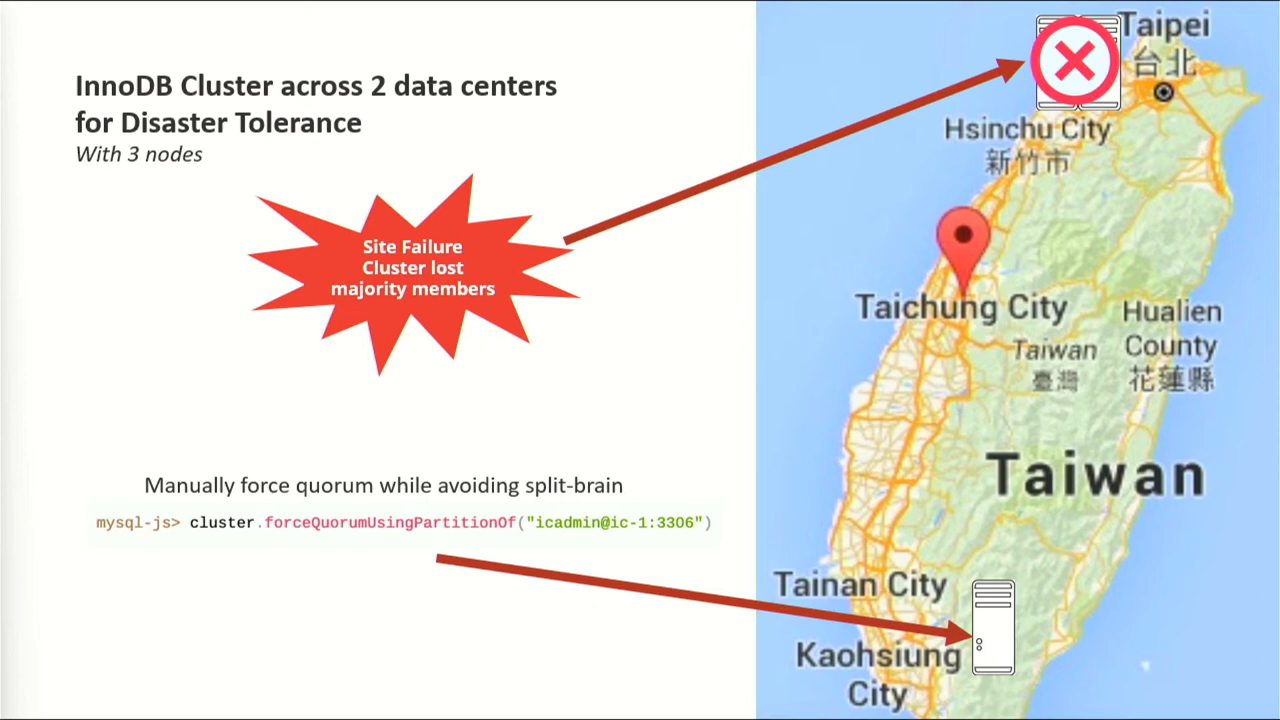 InnoDB Cluster across 2 data centers
for Disaster Tolerance
With 3 nodes
Site Failure
Cluster lost
majority members
Manually force quorum while avoiding split-brain
mysql-js> cluster.forceQuorumUsingPartitionOf("icadmin@ic-1:3306")
Taipei
台北
Hsinchu City
新竹市
Taichung City
Hualien
County
花蓮縣
Taiwan
臺灣
Taiwan
Tainan City
Kaohsiung
City